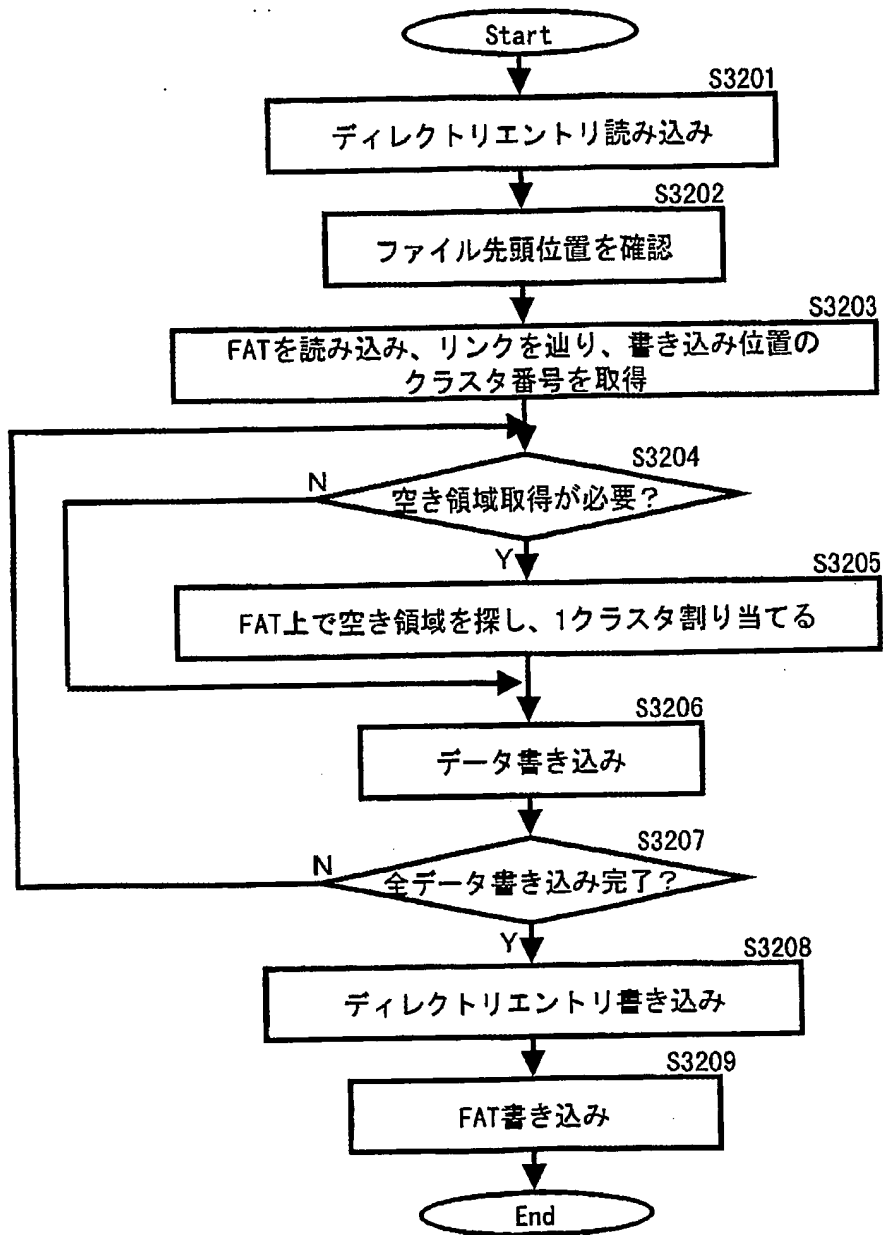 Start
S3201
ディレクトリエントリ読み込み
S3202
ファイル先頭位置を確認
S3203
FATを読み込み、リンクを辿り、書き込み位置の
クラスタ番号を取得
S3204
N
空き領域取得が必要?
Y
S3205
FAT上で空き領域を探し、1クラスタ割り当てる
S3206
データ書き込み
S3207
N
全データ書き込み完了?
Y
S3208
ディレクトリエントリ書き込み
S3209
FAT書き込み
End